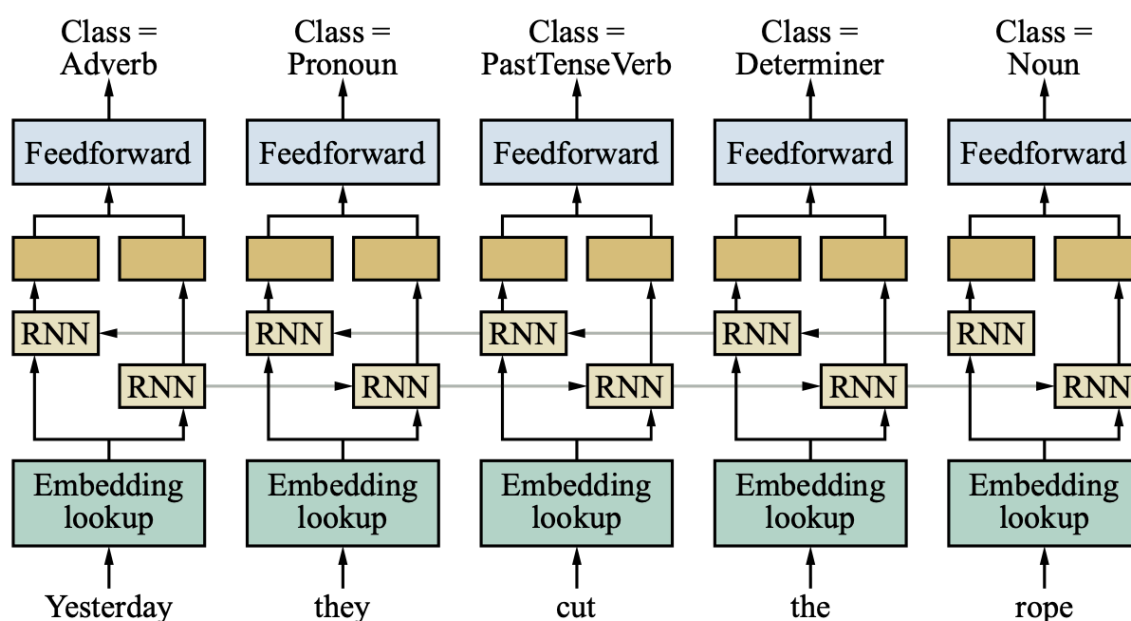 Class = Class = Class = Class = Class =
Adverb Pronoun PastTenseVerb Determiner Noun
Feedforward Feedforward Feedforward Feedforward Feedforward
RNN RNN RNN RNN RNN
RNN RNN RNN RNN RNN
Embedding Embedding Embedding Embedding Embedding
lookup lookup lookup lookup lookup
Yesterday they cut the rope